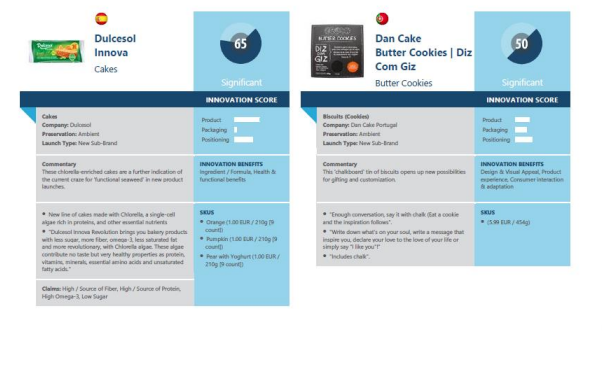 Dulcesol
Innova
Cakes
65
Significant
INNOVATION SCORE
Cakes
Company: Dulcesol
Preservation: Ambient
Launch Type: New Sub-Brand
Product
Packaging
Positioning
Commentary
These chlorella enriched cakes are a further indication of
the current craze for 'functional seaweed' in new product
launches.
INNOVATION BENEFITS
Ingredient / Formula, Health &
functional benefits
• New line of cakes made with Chlorella, a single-cell
algae rich in proteins, and other essential nutrients
• "Dulcesol Innova Revolution brings you bakery products
with less sugar, more fiber, omega-3, less saturated fat
and more revolutionary, with Chlorella algae. These algae
contribute no taste but very healthy properties as protein,
vitamins, minerals, essential amino acids and unsaturated
fatty acids."
SKUS
• Orange (1.00 EUR / 210g [9
count])
• Pumpkin (1.00 EUR / 210g [9
count])
• Pear with Yoghurt (1.00 EUR /
210g [9 count])
Claims: High / Source of Fiber, High / Source of Protein,
High Omega-3, Low Sugar
BUTTER COOKIES
DIZ
COM
GIZ
Dan Cake
Butter Cookies | Diz
Com Giz
Butter Cookies
50
Significant
INNOVATION SCORE
Biscuits (Cookies)
Company: Dan Cake Portugal
Preservation: Ambient
Launch Type: New Sub-Brand
Product
Packaging
Positioning
Commentary
This 'chalkboard' tin of biscuits opens up new possibilities
for gifting and customization.
INNOVATION BENEFITS
Design & Visual Appeal, Product
experience, Consumer interaction
& adaptation
• "Enough conversation, say it with chalk (Eat a cookie
and the inspiration follows".
• "Write down what's on your soul, write a message that
inspire you, declare your love to the love of your life or
simply say "I like you"!"
• "Includes chalk".
SKUS
• (5.99 EUR / 454g)